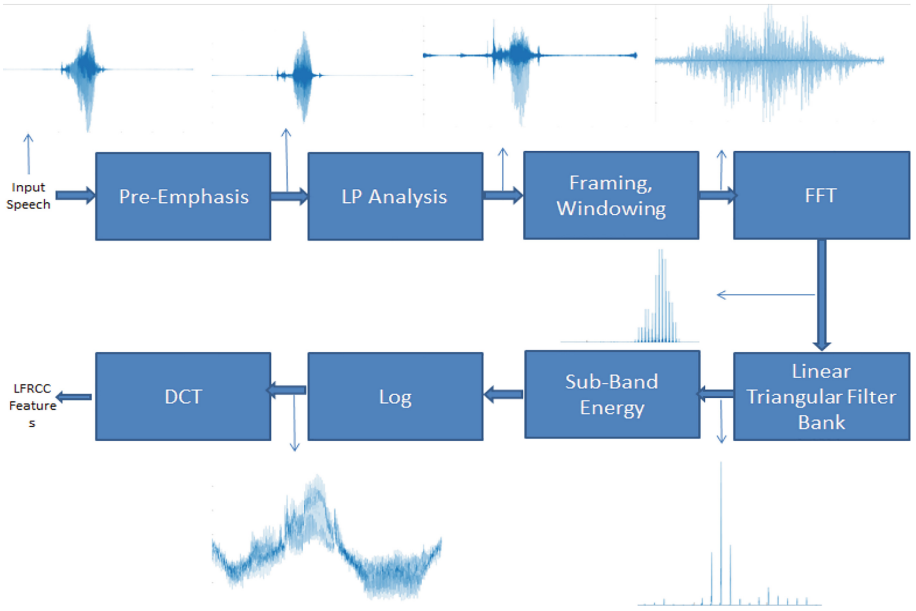 Input
Speech
Pre-Emphasis
LP Analysis
Framing,
Windowing
FFT
Linear
Triangular Filter
Bank
Sub-Band
Energy
Log
DCT
LFRCC
Feature
s